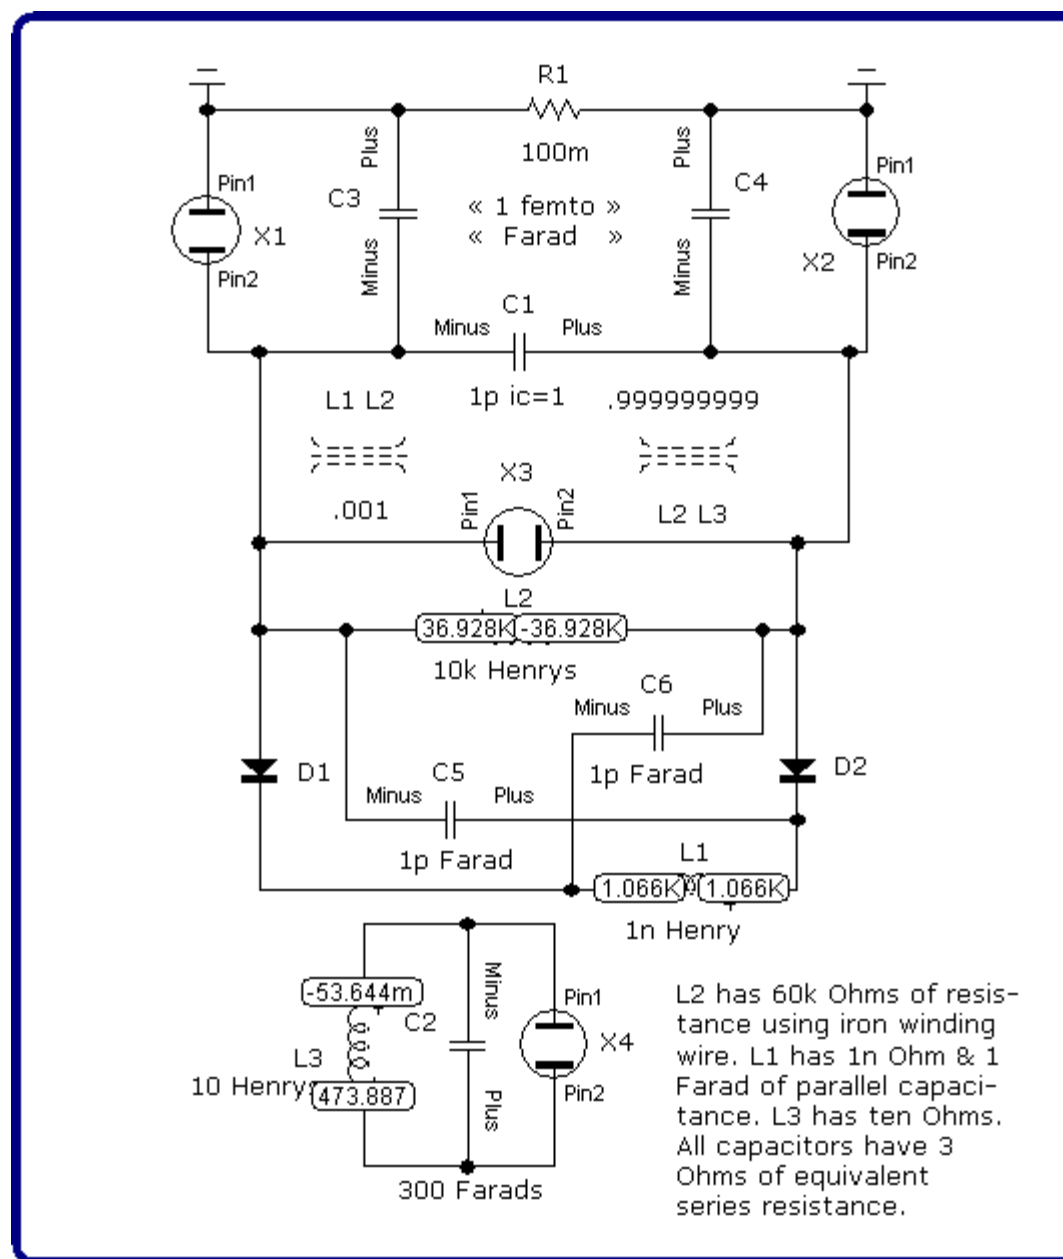 R1
100m
Plus
Plus
Pin1
Pin1
C3
C4
« 1 femto »
« Farad »
X1
X2
Pin2
Pin2
Minus
Minus
C1
Minus
Plus
1p ic=1
L1 L2
.999999999
X3
.001
Pin1
Pin2
L2 L3
L2
36.928K
-36.928K
10k Henrys
C6
Minus
Plus
D1
1p Farad
D2
C5
Minus
Plus
1p Farad
L1
1.066K
1.066K
1n Henry
-53.644m
C2
Minus
Pin1
X4
L3
10 Henrys
473.887
Plus
Pin2
300 Farads
L2 has 60k Ohms of resis-
tance using iron winding
wire. L1 has 1n Ohm & 1
Farad of parallel capaci-
tance. L3 has ten Ohms.
All capacitors have 3
Ohms of equivalent
series resistance.